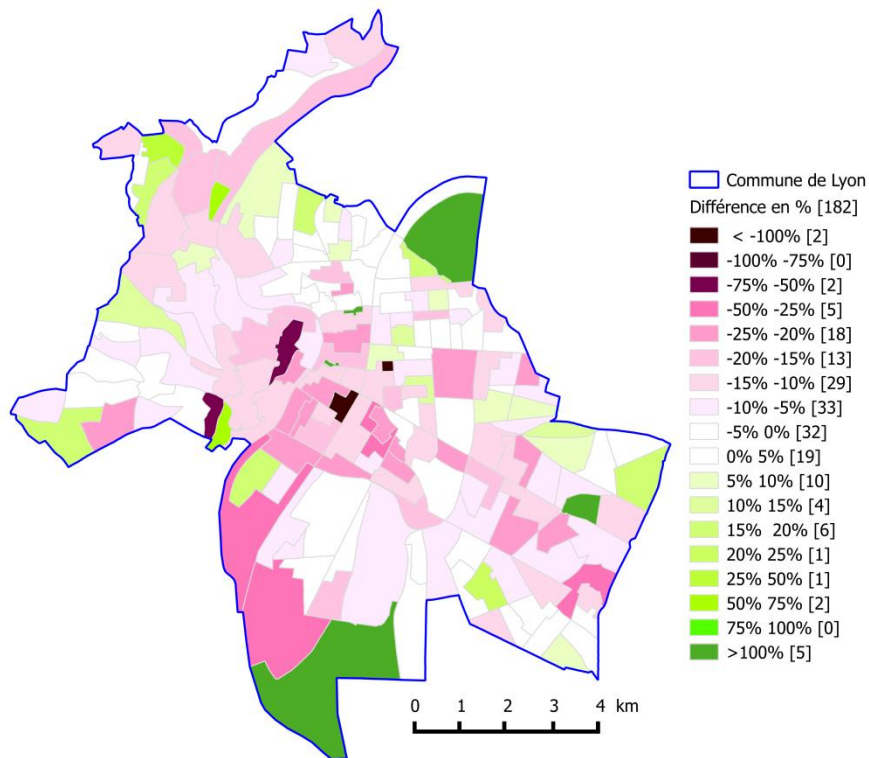 Commune de Lyon
Différence en % [182]
< -100% [2]
-100% -75% [0]
-75% -50% [2]
-50% -25% [5]
-25% -20% [18]
-20% -15% [13]
-15% -10% [29]
-10% -5% [33]
-5% 0% [32]
0% 5% [19]
5% 10% [10]
10% 15% [4]
15% 20% [6]
20% 25% [1]
25% 50% [1]
50% 75% [2]
75% 100% [0]
>100% [5]
0 1 2 3 4 km